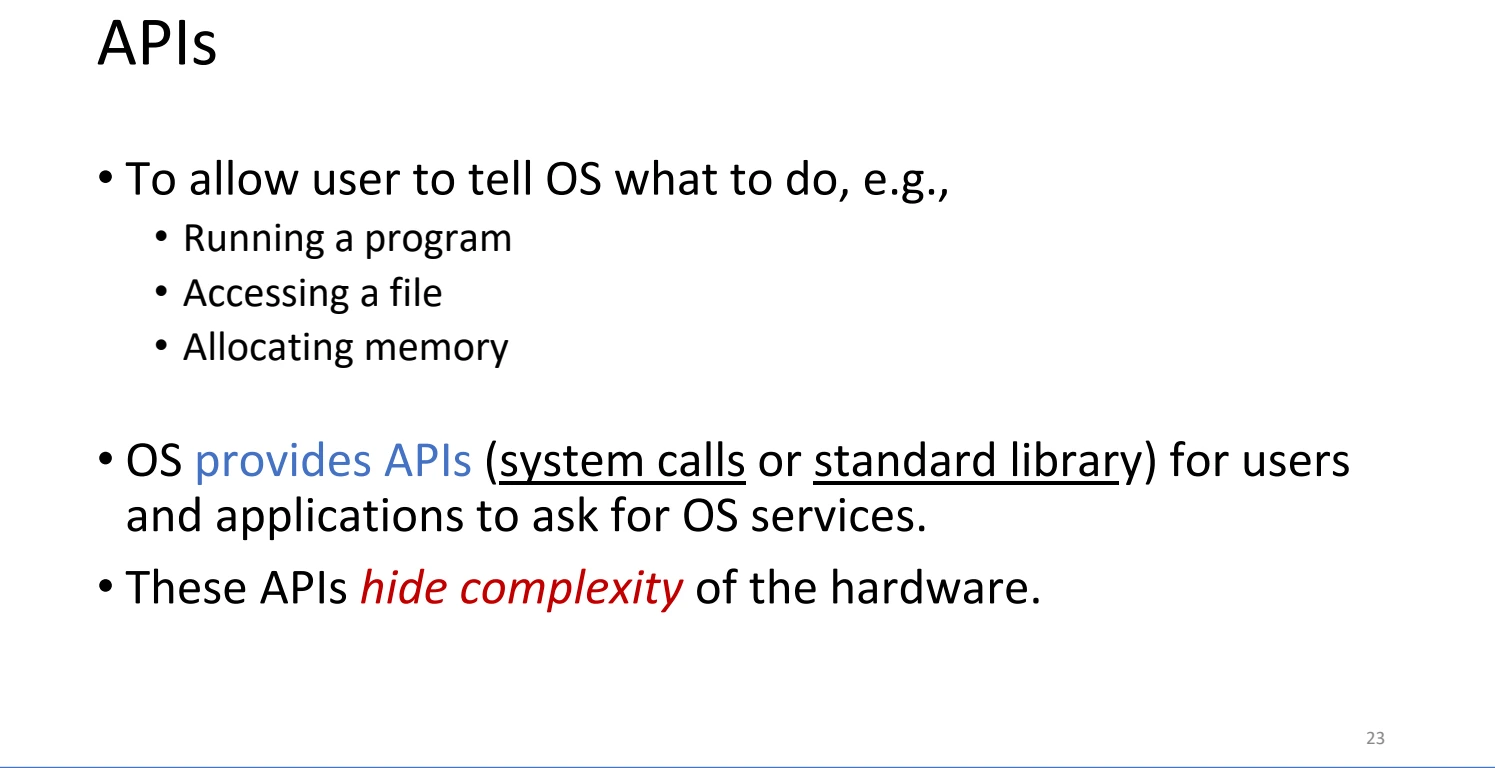 APIs
• To allow user to tell OS what to do, e.g.,
• Running a program
• Accessing a file
• Allocating memory
• OS provides APIs (system calls or standard library) for users
and applications to ask for OS services.
• These APIs hide complexity of the hardware.
23